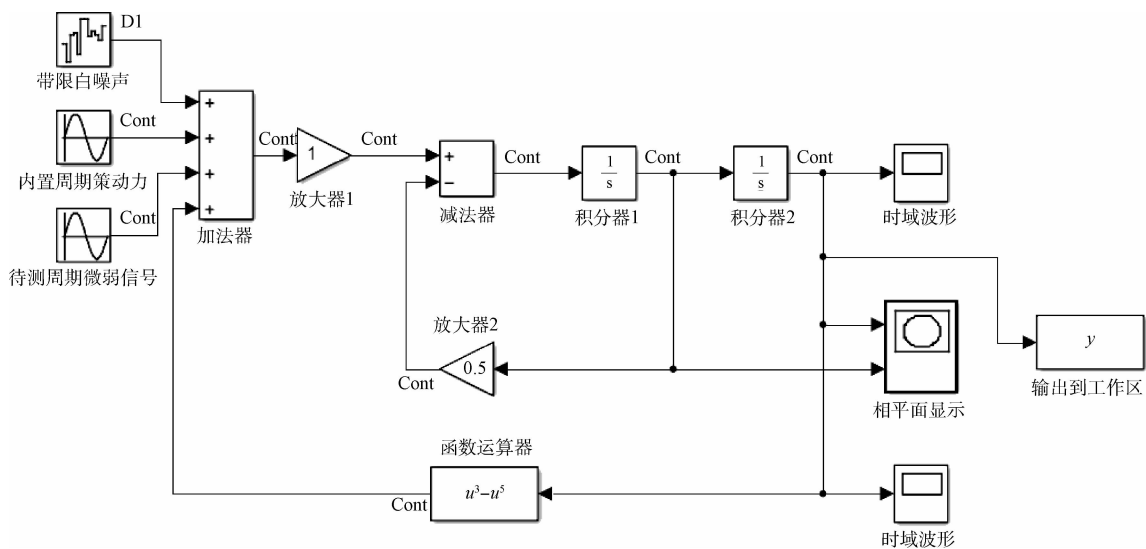 D1
带限白噪声
Cont
内置周期策动力
Cont
待测周期微弱信号
+
+
+
+
加法器
Cont
1
放大器1
Cont
+
−
减法器
Cont
1
s
积分器1
Cont
1
s
积分器2
Cont
时域波形
放大器2
0.5
Cont
相平面显示
y
输出到工作区
函数运算器
u³−u⁵
Cont
时域波形